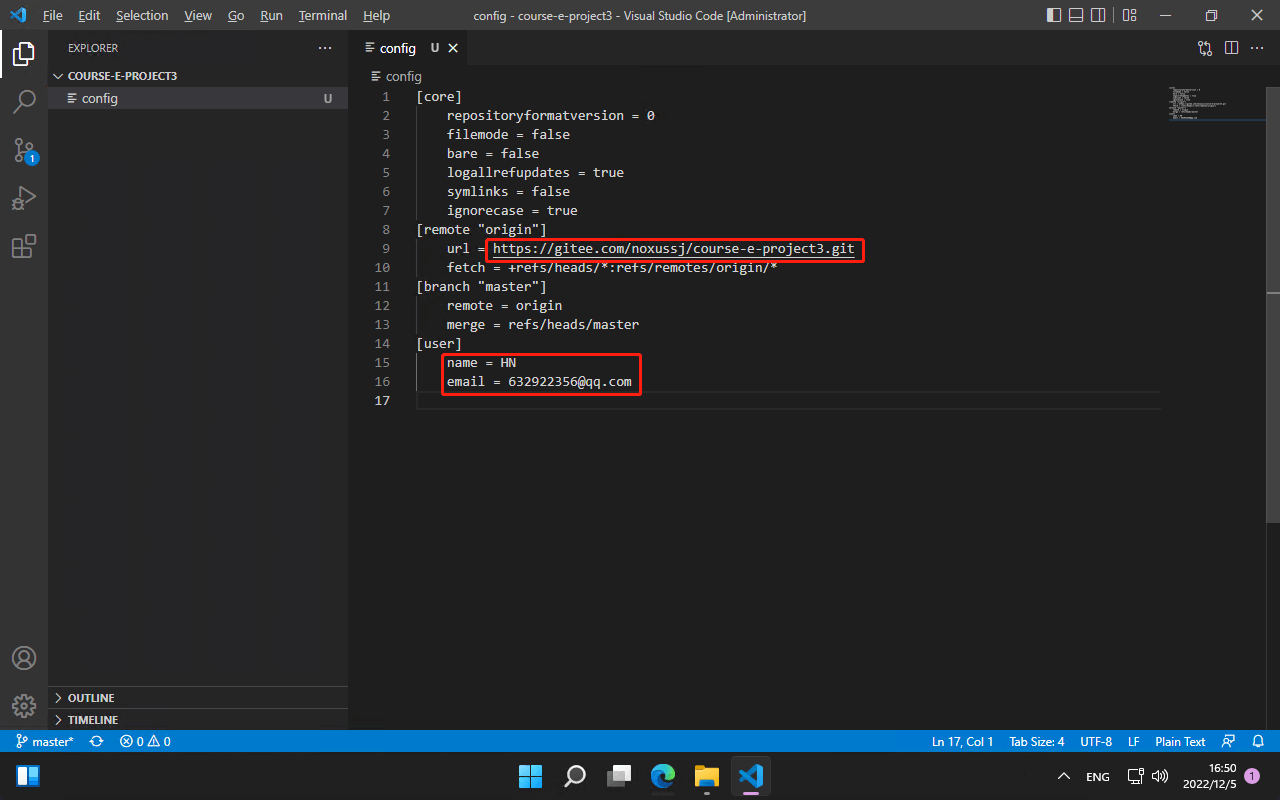 File Edit Selection View Go Run Terminal Help config - course-e-project3 - Visual Studio Code [Administrator]
EXPLORER
COURSE-E-PROJECT3
config U
config U
config
1 [core]
2 repositoryformatversion = 0
3 filemode = false
4 bare = false
5 logallrefupdates = true
6 symlinks = false
7 ignorecase = true
8 [remote "origin"]
9 url = https://gitee.com/noxussj/course-e-project3.git
10 fetch = +refs/heads/*:refs/remotes/origin/*
11 [branch "master"]
12 remote = origin
13 merge = refs/heads/master
14 [user]
15 name = HN
16 email = 632922356@qq.com
17
1
OUTLINE
TIMELINE
master* 0 0 Ln 17, Col 1 Tab Size: 4 UTF-8 LF Plain Text
ENG 16:50
2022/12/5 1